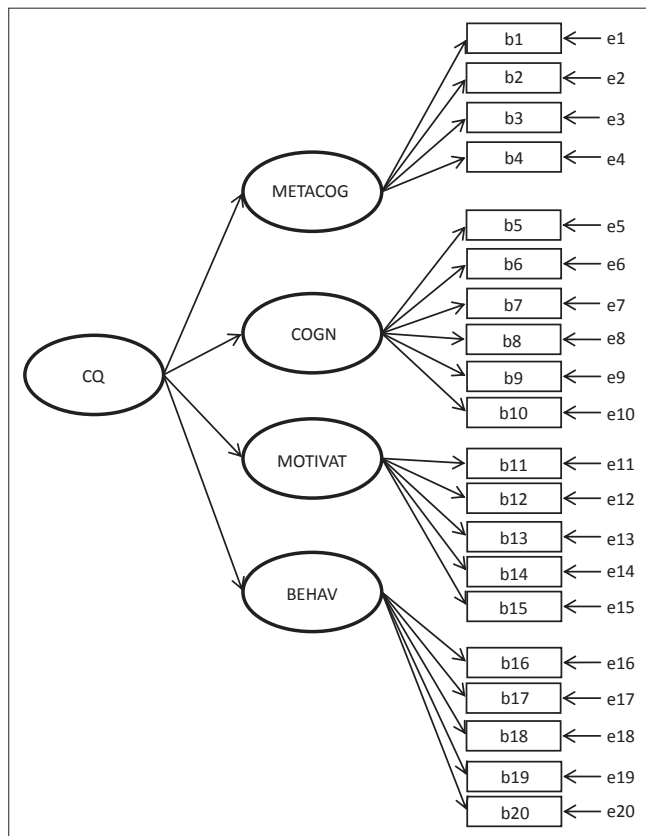 b1 e1
b2 e2
b3 e3
b4 e4
METACOG
b5 e5
b6 e6
b7 e7
COGN
b8 e8
b9 e9
CQ
b10 e10
MOTIVAT
b11 e11
b12 e12
b13 e13
b14 e14
BEHAV
b15 e15
b16 e16
b17 e17
b18 e18
b19 e19
b20 e20